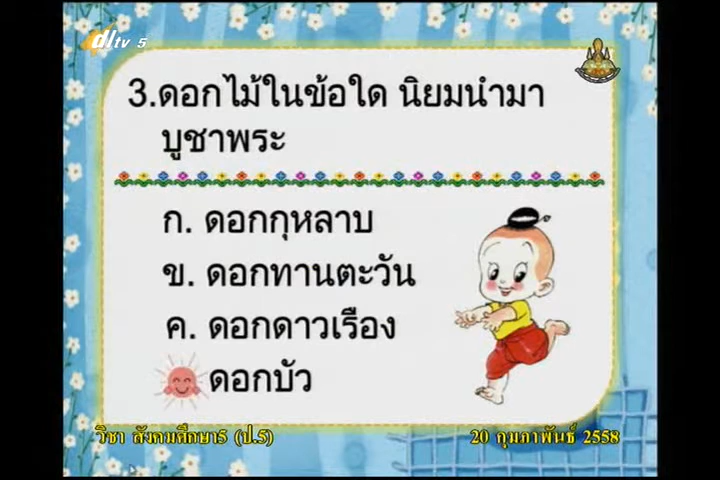 dltv 5
3.ดอกไม้ในข้อใด นิยมนำมา
บูชาพระ
ก. ดอกกุหลาบ
ข. ดอกทานตะวัน
ค. ดอกดาวเรือง
ดอกบัว
วิชา สังคมศึกษา5 (ป.5)
20 กุมภาพันธ์ 2558